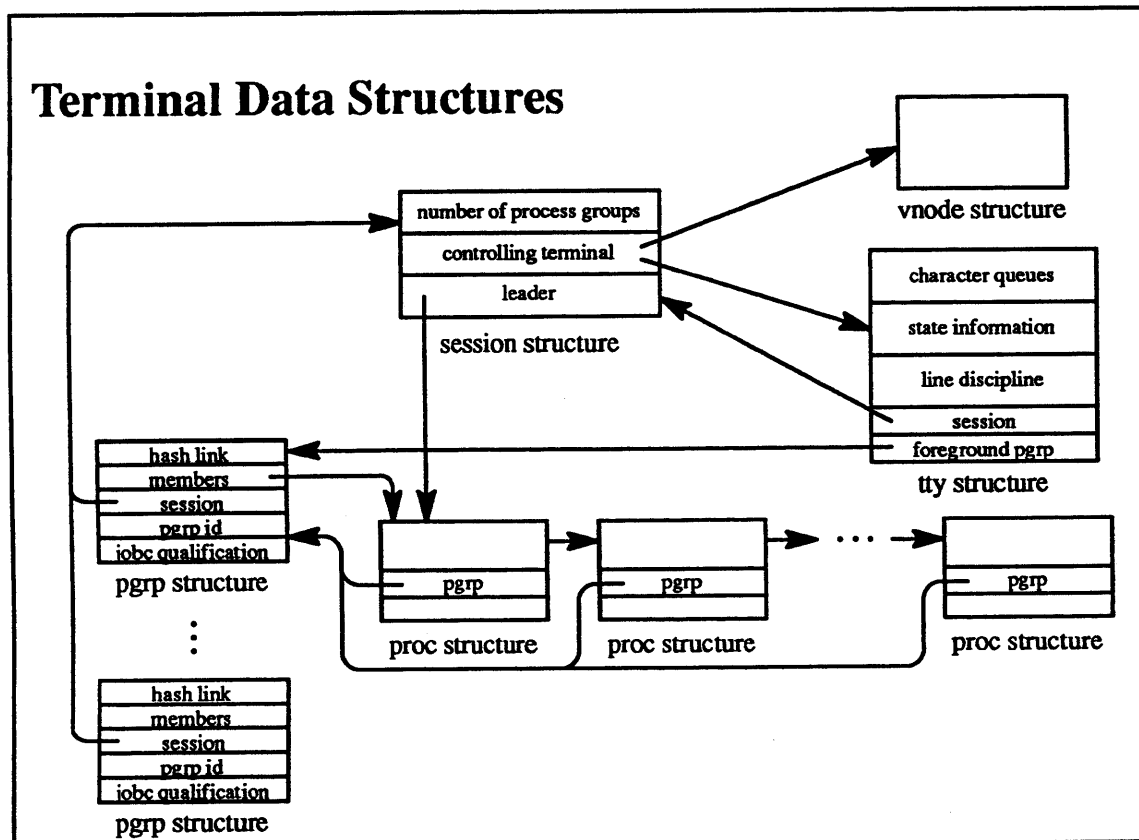 Terminal Data Structures
vnode structure
number of process groups
controlling terminal
leader
session structure
character queues
state information
line discipline
session
foreground pgrp
tty structure
hash link
members
session
pgrp id
jobc qualification
pgrp structure
pgrp
proc structure
pgrp
proc structure
...
pgrp
proc structure
hash link
members
session
pgrp id
jobc qualification
pgrp structure